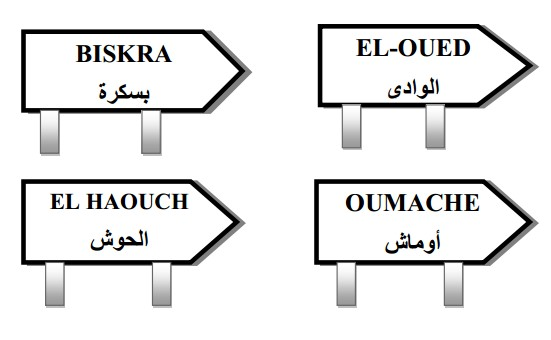 BISKRA
بسكرة
EL-OUED
الوادى
EL HAOUCH
الحوش
OUMACHE
أوماش